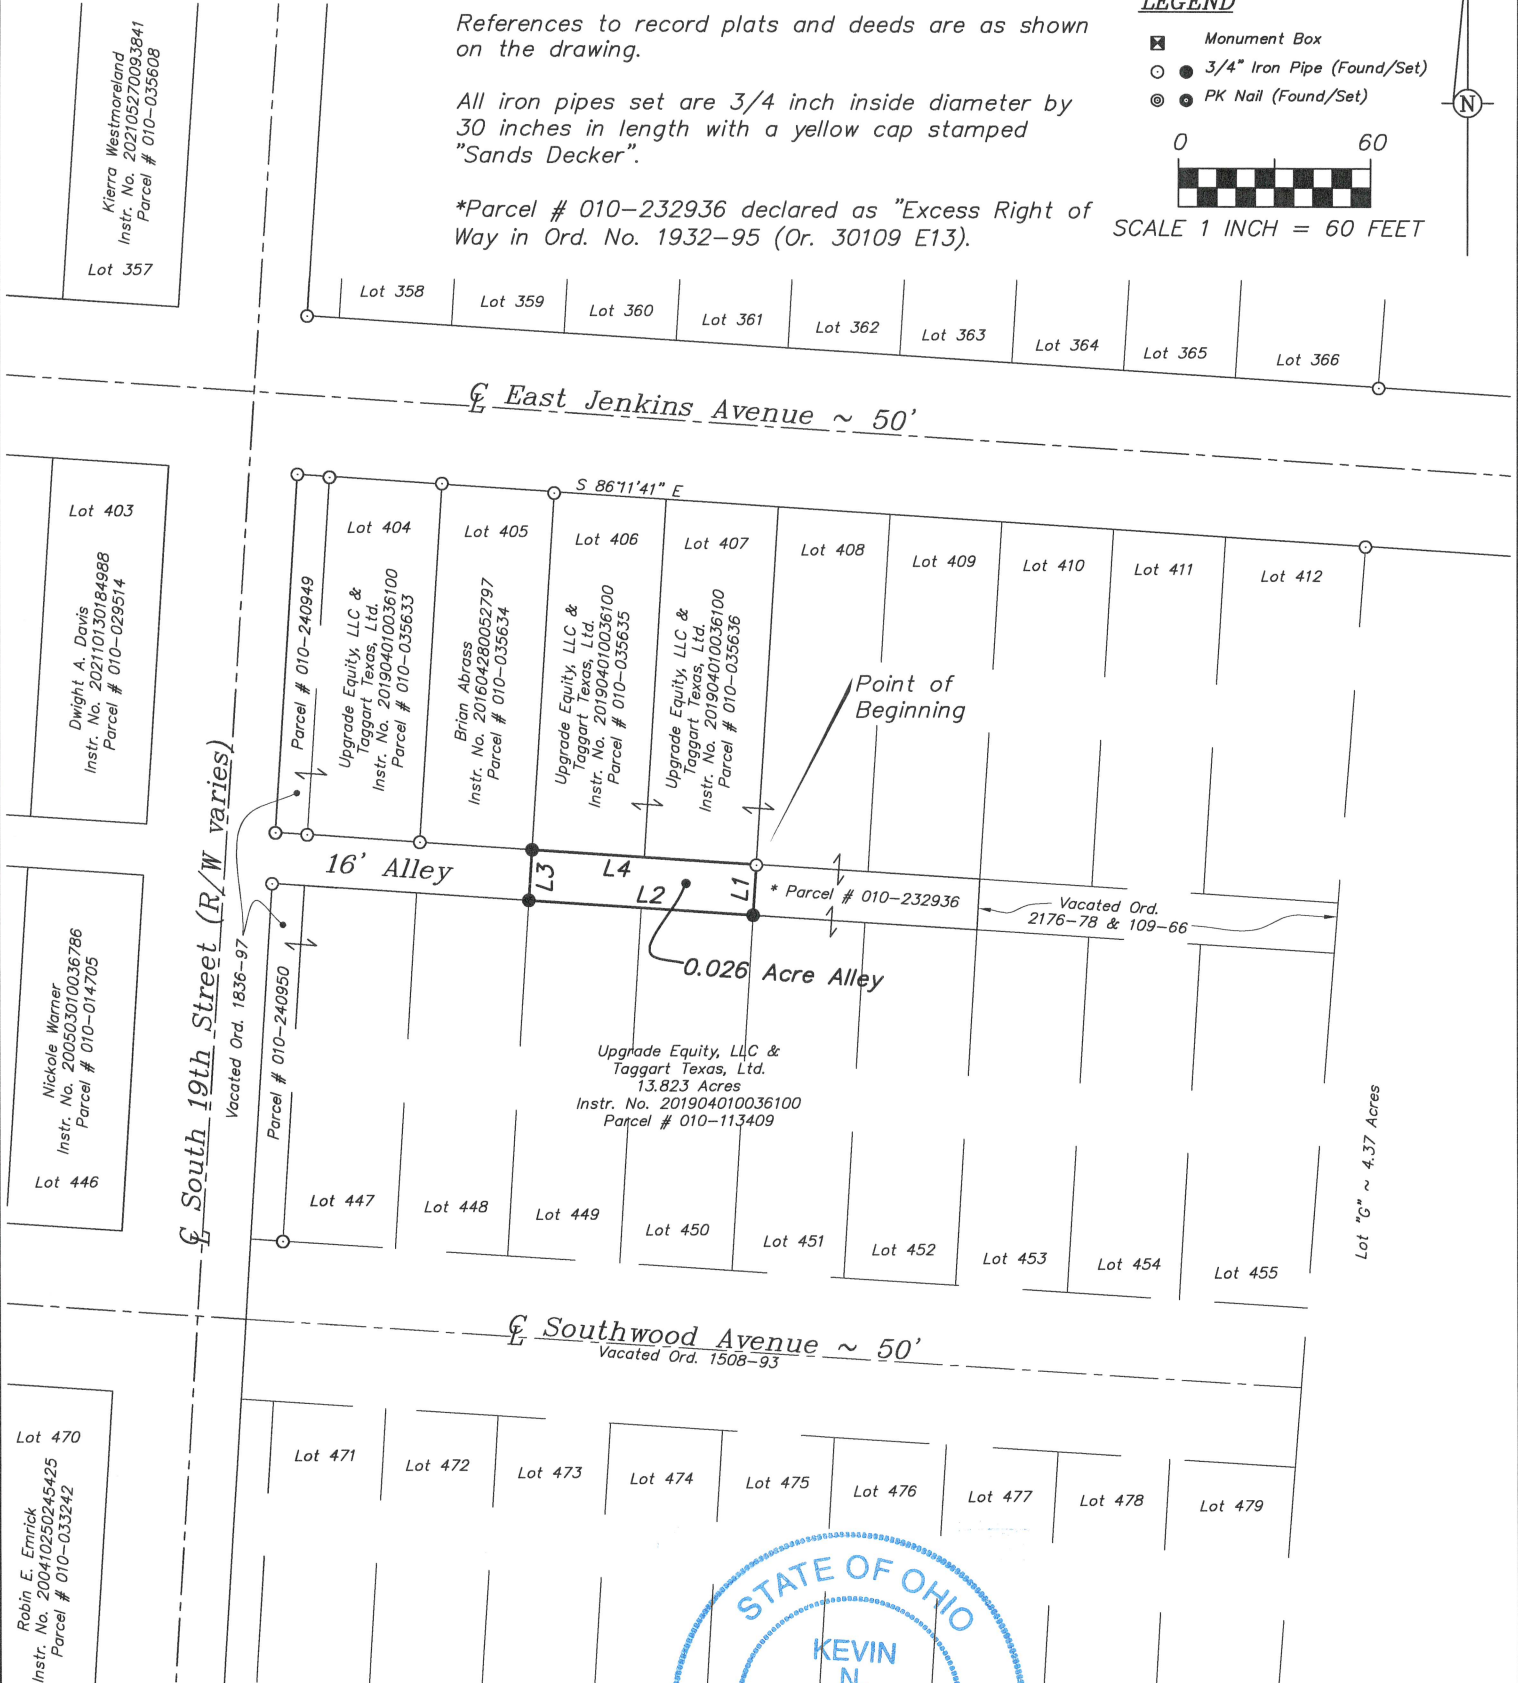 References to record plats and deeds are as shown
on the drawing.
All iron pipes set are 3/4 inch inside diameter by
30 inches in length with a yellow cap stamped
"Sands Decker".
*Parcel # 010-232936 declared as "Excess Right of
Way in Ord. No. 1932-95 (Or. 30109 E13).
LEGEND
Monument Box
3/4" Iron Pipe (Found/Set)
PK Nail (Found/Set)
N
0 60
SCALE 1 INCH = 60 FEET
Kierra Westmoreland
Instr. No. 202105270093841
Parcel # 010-035608
Lot 357
Lot 358
Lot 359
Lot 360
Lot 361
Lot 362
Lot 363
Lot 364
Lot 365
Lot 366
℄ East Jenkins Avenue ~ 50'
S 86°11'41" E
Lot 403
Dwight A. Davis
Instr. No. 202110130184988
Parcel # 010-029514
Lot 404
Lot 405
Lot 406
Lot 407
Lot 408
Lot 409
Lot 410
Lot 411
Lot 412
Parcel # 010-240949
Upgrade Equity, LLC &
Taggart Texas, Ltd.
Instr. No. 201904010036100
Parcel # 010-035633
Brian Abrass
Instr. No. 201604280052797
Parcel # 010-035634
Upgrade Equity, LLC &
Taggart Texas, Ltd.
Instr. No. 201904010036100
Parcel # 010-035635
Upgrade Equity, LLC &
Taggart Texas, Ltd.
Instr. No. 201904010036100
Parcel # 010-035636
Point of
Beginning
16' Alley
L3
L4
L2
L1
* Parcel # 010-232936
Vacated Ord.
2176-78 & 109-66
0.026 Acre Alley
℄ South 19th Street (R/W varies)
Vacated Ord. 1836-97
Parcel # 010-240950
Nickole Warner
Instr. No. 200503010036786
Parcel # 010-014705
Lot 446
Upgrade Equity, LLC &
Taggart Texas, Ltd.
13.823 Acres
Instr. No. 201904010036100
Parcel # 010-113409
Lot "G" ~ 4.37 Acres
Lot 447
Lot 448
Lot 449
Lot 450
Lot 451
Lot 452
Lot 453
Lot 454
Lot 455
℄ Southwood Avenue ~ 50'
Vacated Ord. 1508-93
Lot 470
Robin E. Emrick
Instr. No. 200410250245425
Parcel # 010-033242
Lot 471
Lot 472
Lot 473
Lot 474
Lot 475
Lot 476
Lot 477
Lot 478
Lot 479
STATE OF OHIO
KEVIN
N.